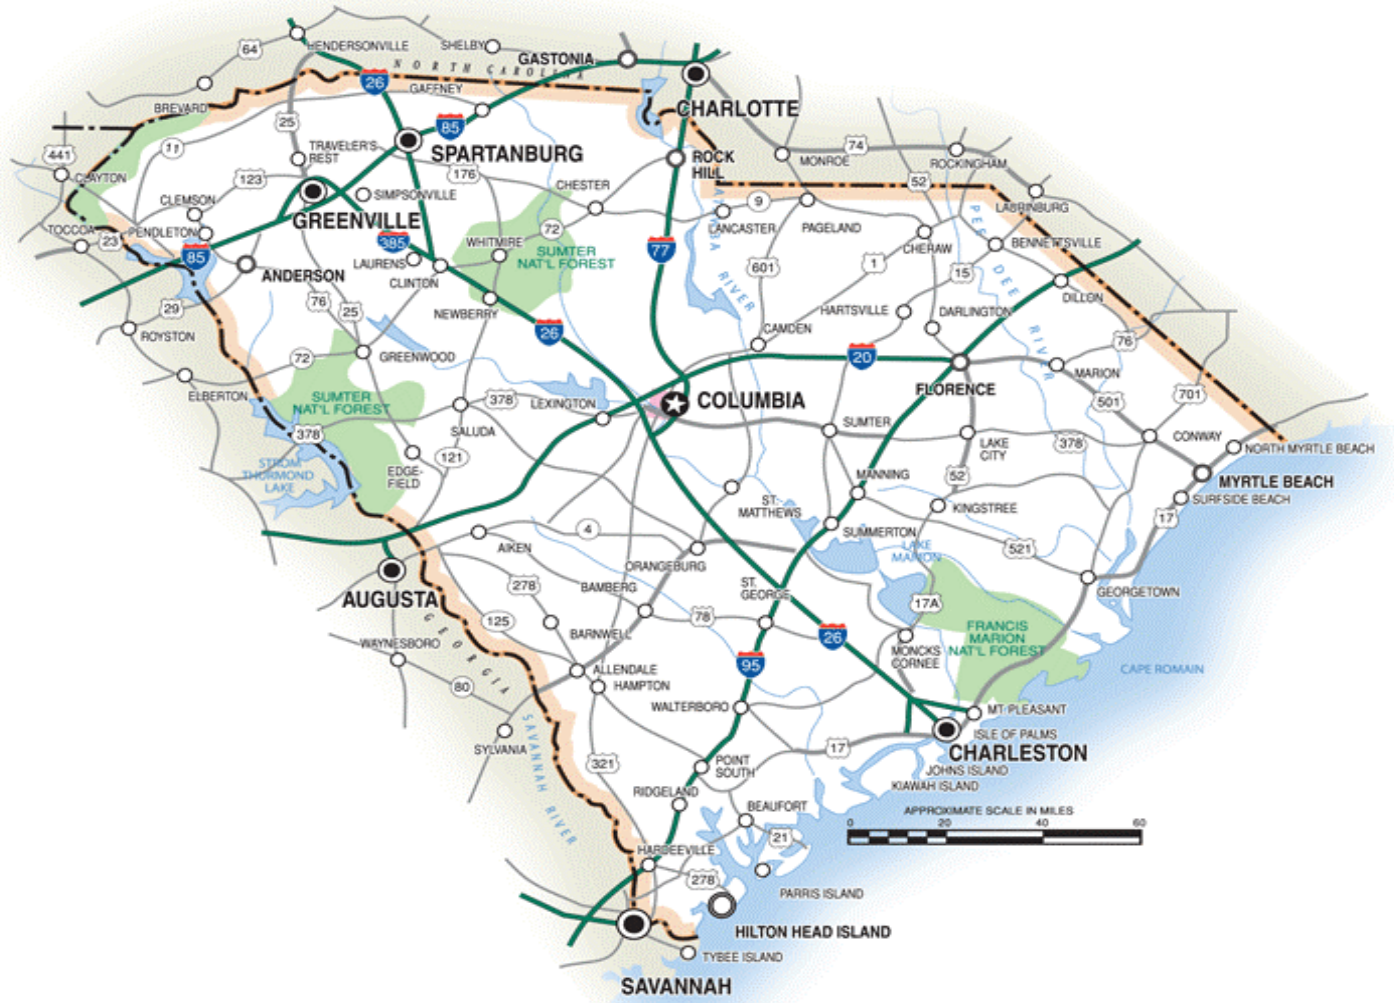 HENDERSONVILLE
SHELBY
GASTONIA
64
NORTH CAROLINA
26
GAFFNEY
BREVARD
CHARLOTTE
25
85
11
TRAVELER'S
REST
SPARTANBURG
ROCK
HILL
MONROE
74
ROCKINGHAM
441
CLAYTON
123
176
CHESTER
52
CLEMSON
SIMPSONVILLE
9
LAURINBURG
GREENVILLE
PENDLETON
TOCCOA
23
385
WHITMIRE
72
LANCASTER
PAGELAND
CHERAW
BENNETTSVILLE
85
LAURENS
SUMTER
NAT'L FOREST
77
601
1
15
ANDERSON
CLINTON
RIVER
PEE DEE RIVER
DILLON
76
25
29
NEWBERRY
HARTSVILLE
DARLINGTON
ROYSTON
26
CAMDEN
76
72
GREENWOOD
20
MARION
ELBERTON
FLORENCE
701
SUMTER
NAT'L FOREST
378
LEXINGTON
COLUMBIA
501
378
SALUDA
SUMTER
LAKE
CITY
378
CONWAY
NORTH MYRTLE BEACH
STROM
THURMOND
LAKE
EDGE-
FIELD
121
MANNING
52
MYRTLE BEACH
SURFSIDE BEACH
ST.
MATTHEWS
KINGSTREE
17
SUMMERTON
4
AIKEN
LAKE
MARION
521
ORANGEBURG
AUGUSTA
278
BAMBERG
ST.
GEORGE
GEORGETOWN
17A
GEORGIA
125
BARNWELL
78
26
FRANCIS
MARION
NAT'L FOREST
WAYNESBORO
MONCKS
CORNEE
ALLENDALE
95
CAPE ROMAIN
80
HAMPTON
WALTERBORO
MT PLEASANT
ISLE OF PALMS
SYLVANIA
SAVANNAH RIVER
17
CHARLESTON
321
POINT
SOUTH
JOHNS ISLAND
KIAWAH ISLAND
RIDGELAND
BEAUFORT
APPROXIMATE SCALE IN MILES
0 20 40 60
21
HARDEEVILLE
278
PARRIS ISLAND
HILTON HEAD ISLAND
TYBEE ISLAND
SAVANNAH